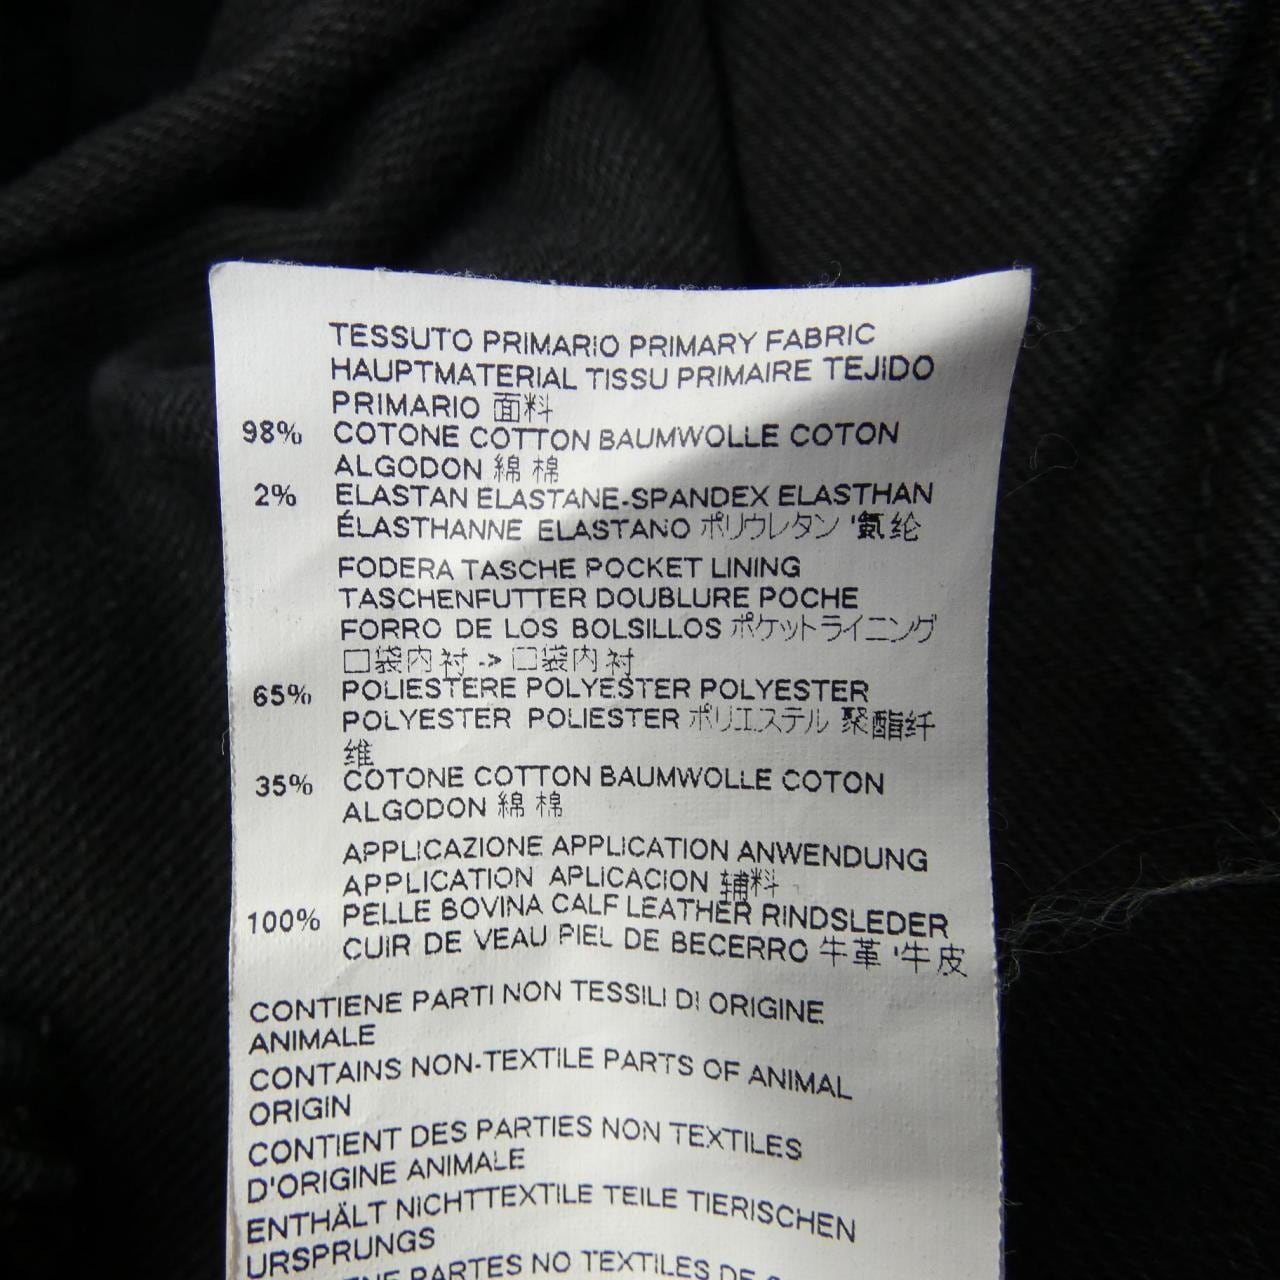 TESSUTO PRIMARIO PRIMARY FABRIC
HAUPTMATERIAL TISSU PRIMAIRE TEJIDO
PRIMARIO 面料
98% COTONE COTTON BAUMWOLLE COTON
ALGODON 綿 棉
2% ELASTAN ELASTANE-SPANDEX ELASTHAN
ÉLASTHANNE ELASTANO ポリウレタン '氨纶
FODERA TASCHE POCKET LINING
TASCHENFUTTER DOUBLURE POCHE
FORRO DE LOS BOLSILLOS ポケットライニング
口袋内衬 -> 口袋内衬
65% POLIESTERE POLYESTER POLYESTER
POLYESTER POLIESTER ポリエステル 聚酯纤
维
35% COTONE COTTON BAUMWOLLE COTON
ALGODON 綿 棉
APPLICAZIONE APPLICATION ANWENDUNG
APPLICATION APLICACION 辅料
100% PELLE BOVINA CALF LEATHER RINDSLEDER
CUIR DE VEAU PIEL DE BECERRO 牛革 '牛皮
CONTIENE PARTI NON TESSILI DI ORIGINE
ANIMALE
CONTAINS NON-TEXTILE PARTS OF ANIMAL
ORIGIN
CONTIENT DES PARTIES NON TEXTILES
D'ORIGINE ANIMALE
ENTHÄLT NICHTTEXTILE TEILE TIERISCHEN
URSPRUNGS
PARTES NO TEXTILES DE